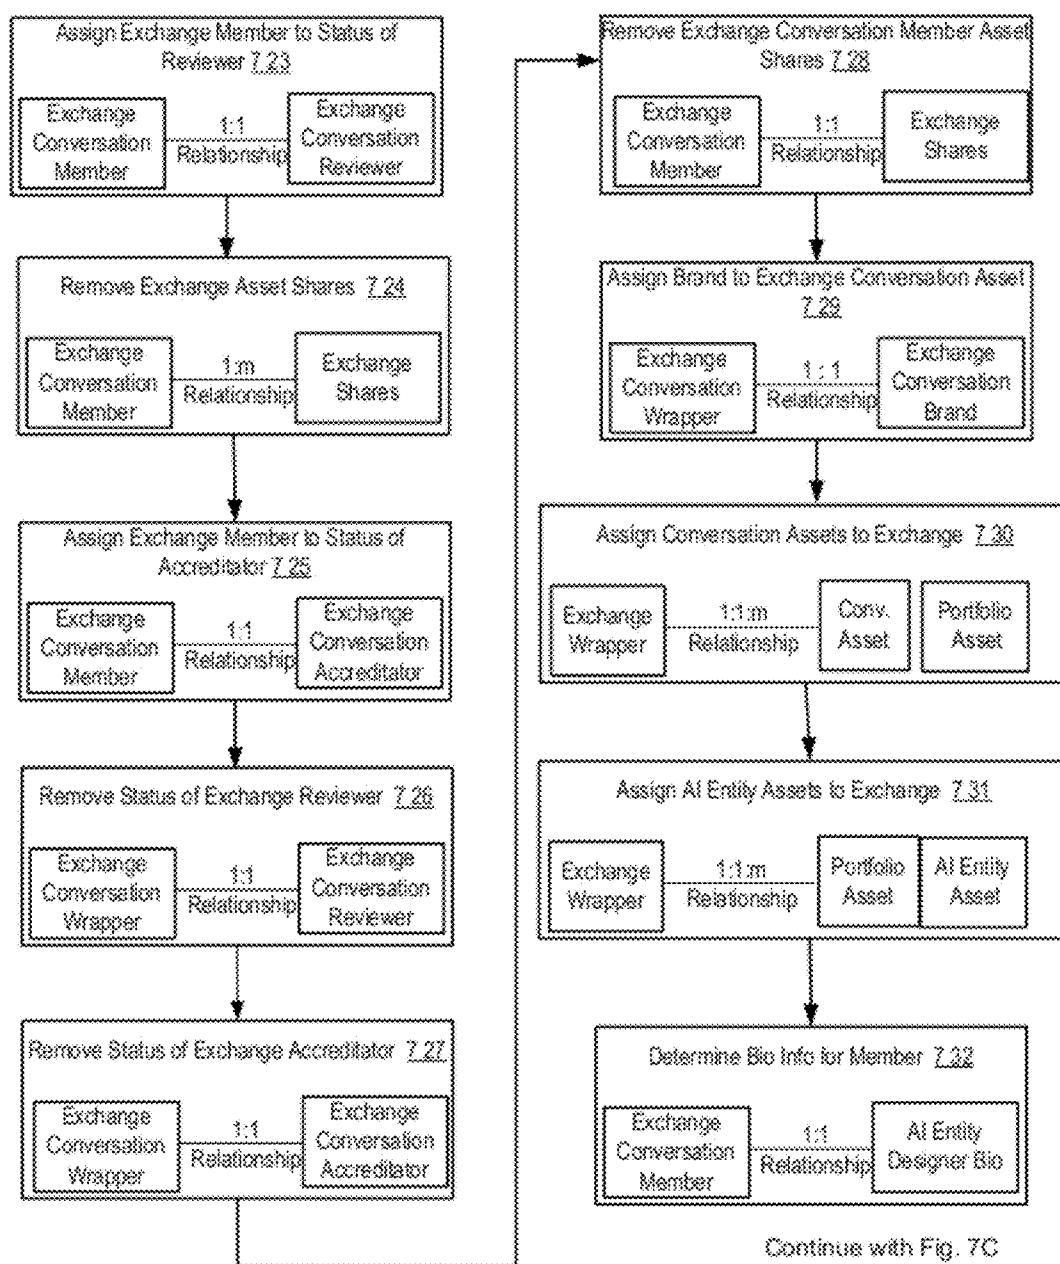 Assign Exchange Member to Status of
Reviewer 7.23
Exchange
Conversation
Member
1:1
Relationship
Exchange
Conversation
Reviewer
Remove Exchange Asset Shares 7.24
Exchange
Conversation
Member
1:m
Relationship
Exchange
Shares
Assign Exchange Member to Status of
Accreditator 7.25
Exchange
Conversation
Member
1:1
Relationship
Exchange
Conversation
Accreditator
Remove Status of Exchange Reviewer 7.26
Exchange
Conversation
Wrapper
1:1
Relationship
Exchange
Conversation
Reviewer
Remove Status of Exchange Accreditator 7.27
Exchange
Conversation
Wrapper
1:1
Relationship
Exchange
Conversation
Accreditator
Remove Exchange Conversation Member Asset
Shares 7.28
Exchange
Conversation
Member
1:1
Relationship
Exchange
Shares
Assign Brand to Exchange Conversation Asset
7.29
Exchange
Conversation
Wrapper
1 : 1
Relationship
Exchange
Conversation
Brand
Assign Conversation Assets to Exchange 7.30
Exchange
Wrapper
1:1:m
Relationship
Conv.
Asset
Portfolio
Asset
Assign AI Entity Assets to Exchange 7.31
Exchange
Wrapper
1:1:m
Relationship
Portfolio
Asset
AI Entity
Asset
Determine Bio Info for Member 7.32
Exchange
Conversation
Member
1:1
Relationship
AI Entity
Designer Bio
Continue with Fig. 7C